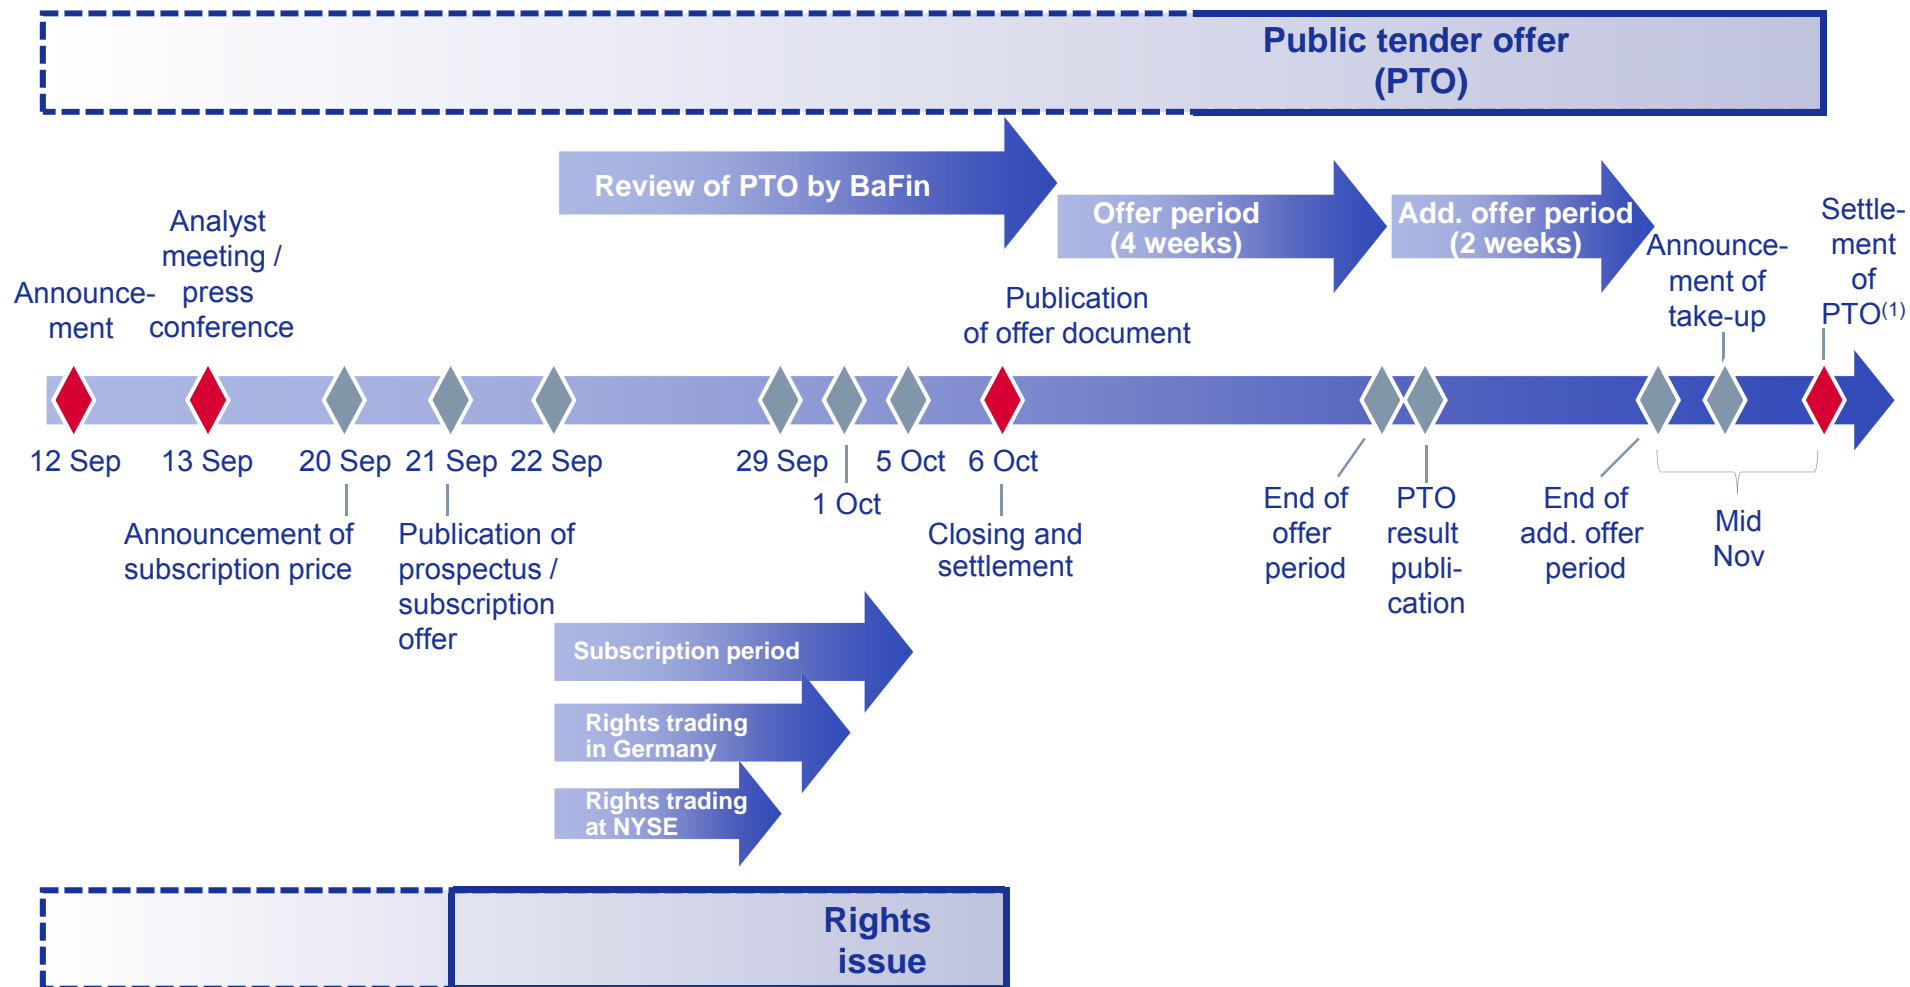 Public tender offer
(PTO)
Review of PTO by BaFin
Offer period
(4 weeks)
Add. offer period
(2 weeks)
Announce-
ment
Analyst
meeting /
press
conference
Publication
of offer document
Announce-
ment of
take-up
Settle-
ment
of
PTO(1)
12 Sep
13 Sep
20 Sep
21 Sep
22 Sep
29 Sep
1 Oct
5 Oct
6 Oct
Announcement of
subscription price
Publication of
prospectus /
subscription
offer
Closing and
settlement
End of
offer
period
PTO
result
publi-
cation
End of
add. offer
period
Mid
Nov
Subscription period
Rights trading
in Germany
Rights trading
at NYSE
Rights
issue